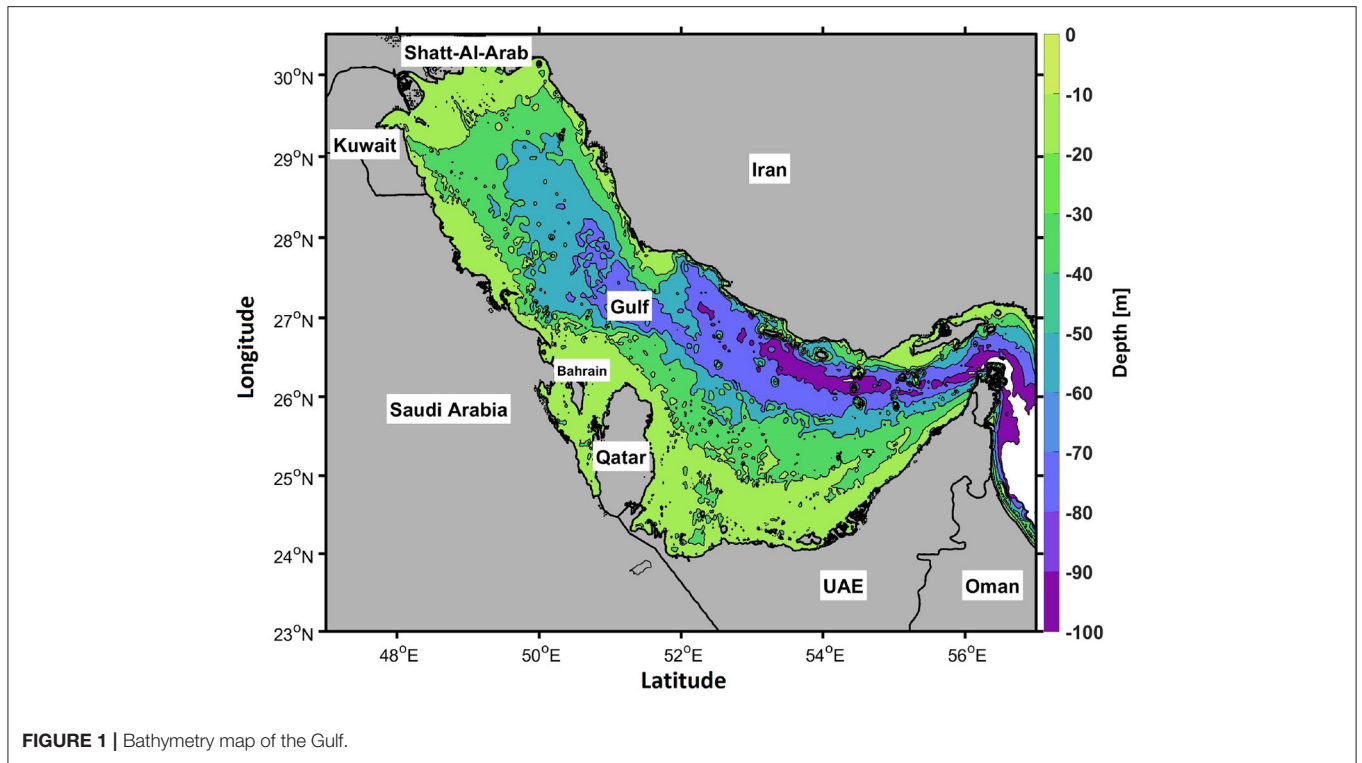 Shatt-Al-Arab
Kuwait
Iran
Gulf
Bahrain
Saudi Arabia
Qatar
UAE
Oman
30°N
29°N
28°N
27°N
26°N
25°N
24°N
23°N
Longitude
48°E
50°E
52°E
54°E
56°E
Latitude
0
-10
-20
-30
-40
-50
-60
-70
-80
-90
-100
Depth [m]
FIGURE 1 | Bathymetry map of the Gulf.